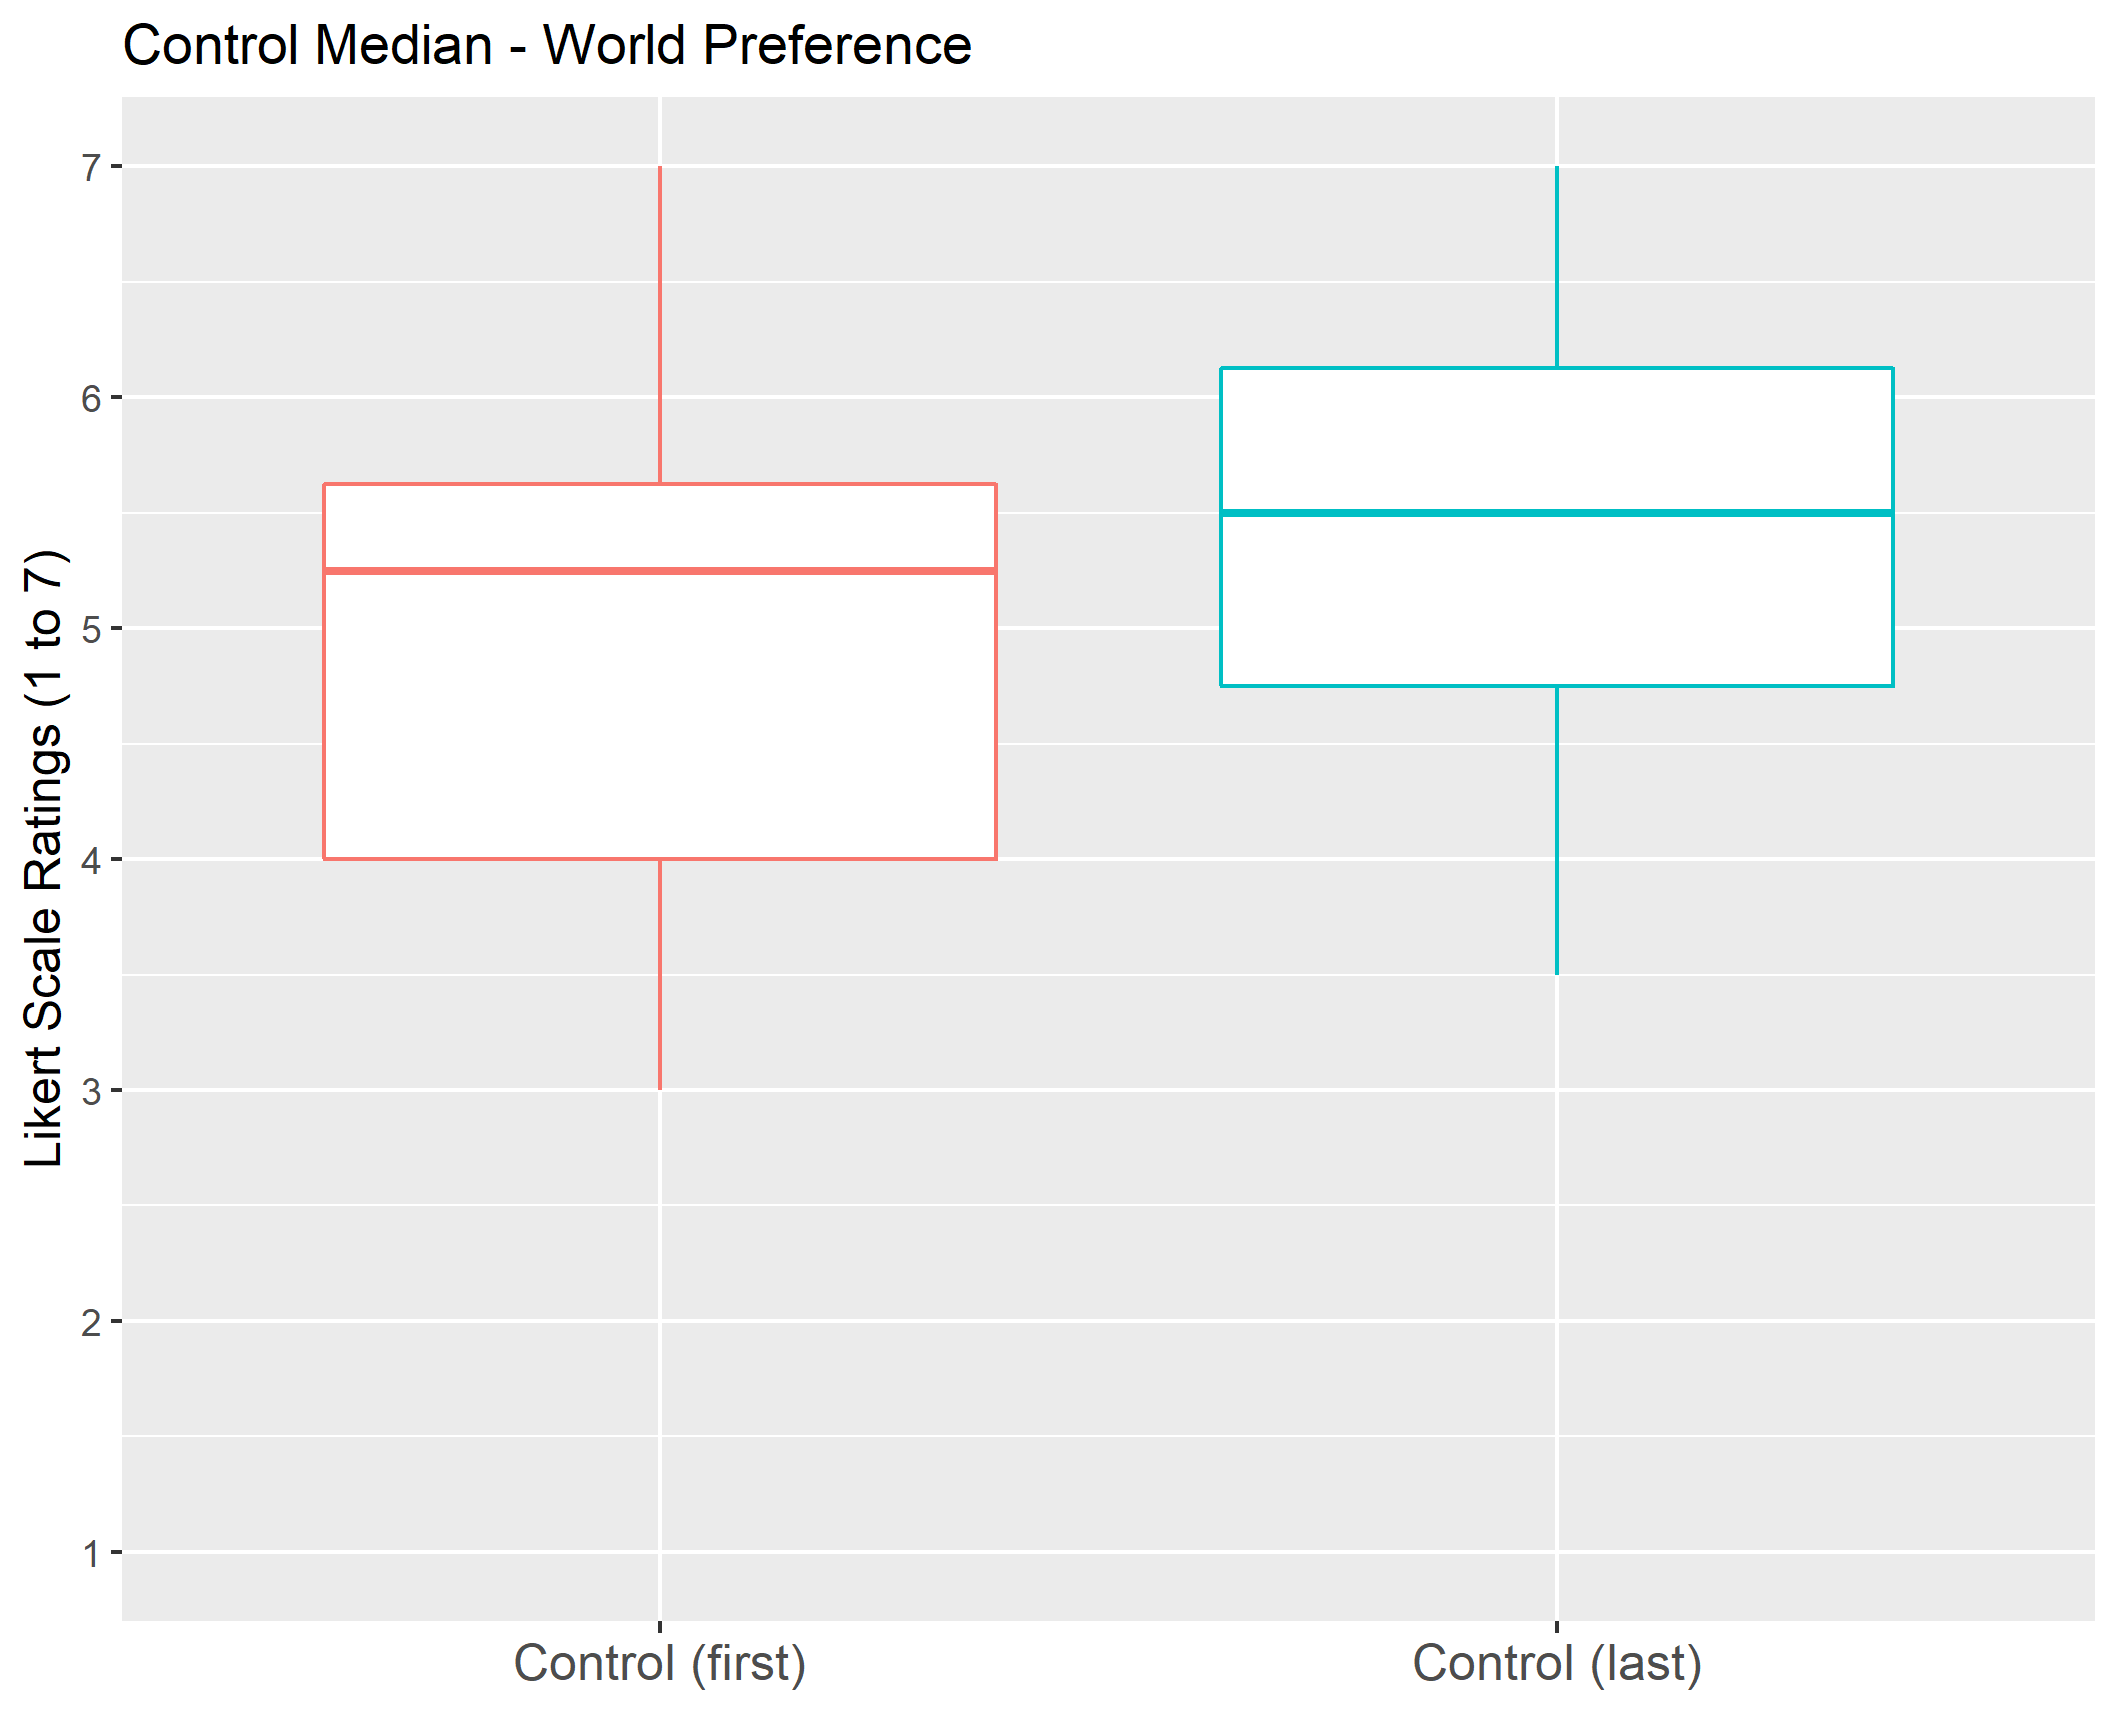 Control Median - World Preference
Likert Scale Ratings (1 to 7)
7
6
5
4
3
2
1
Control (first)
Control (last)